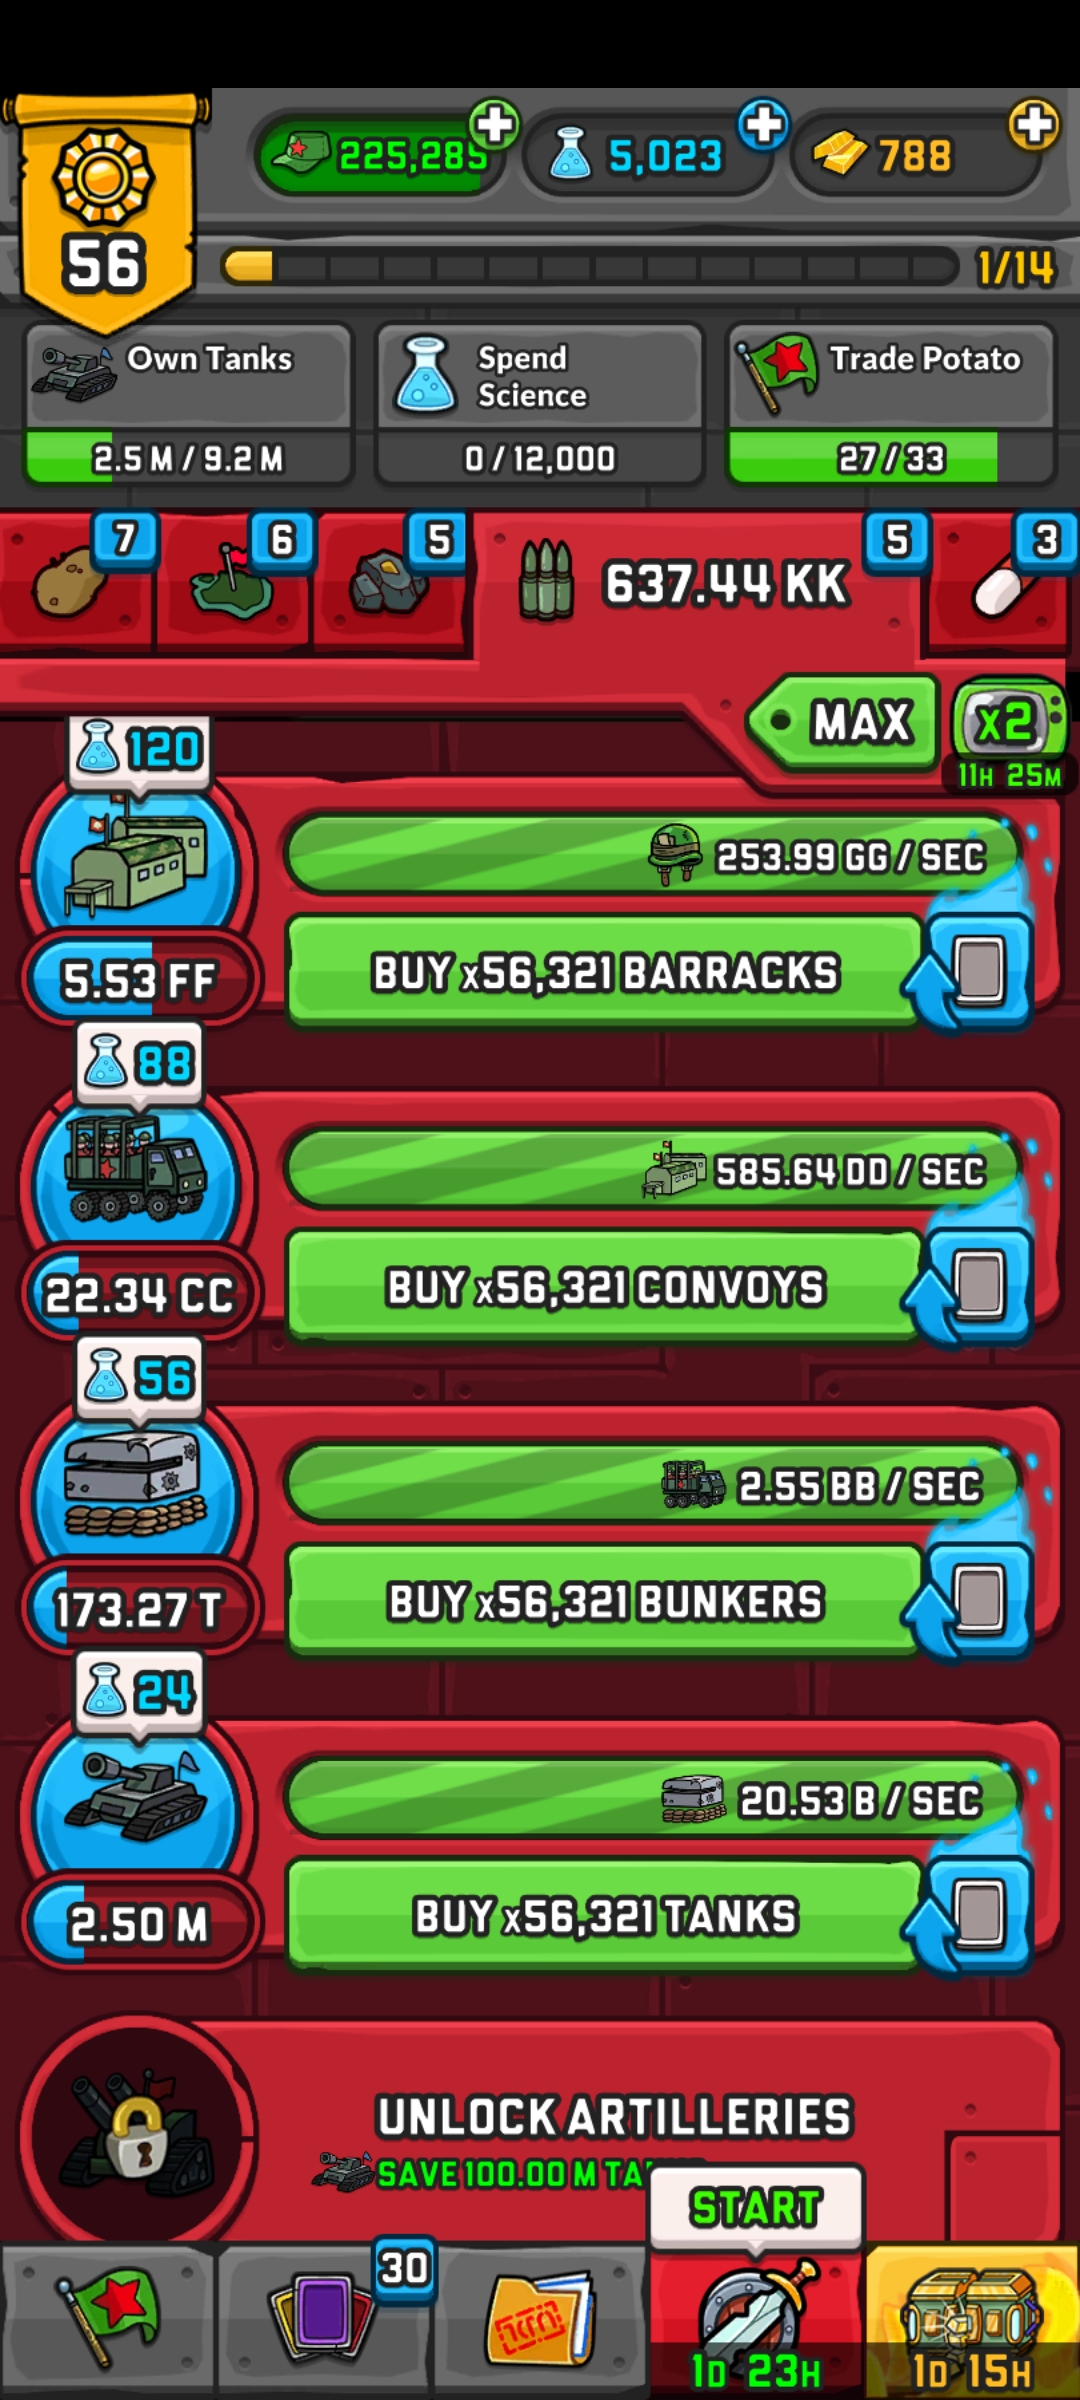 225,285
5,023
788
56
1/14
Own Tanks
2.5 M / 9.2 M
Spend
Science
0 / 12,000
Trade Potato
27 / 33
7
6
5
637.44 KK
5
3
MAX
x2
11H 25M
120
253.99 GG / SEC
5.53 FF
BUY x56,321 BARRACKS
88
585.64 DD / SEC
22.34 CC
BUY x56,321 CONVOYS
56
2.55 BB / SEC
173.27 T
BUY x56,321 BUNKERS
24
20.53 B / SEC
2.50 M
BUY x56,321 TANKS
UNLOCK ARTILLERIES
SAVE 100.00 M
START
30
1D 23H
1D 15H